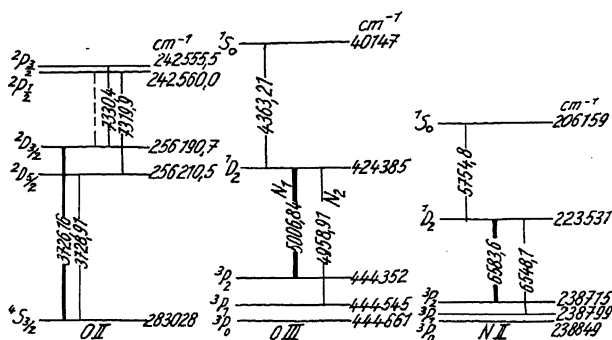 cm⁻¹
²P₃/₂ 242555,5
²P₁/₂ 242560,0
7330,4
7319,9
²D₃/₂ 256190,7
²D₅/₂ 256210,5
3726,16
3728,91
⁴S₃/₂ 283028
O II
cm⁻¹
¹S₀ 40147
4363,21
¹D₂ 424385
N₁
5006,84
N₂
4958,91
³P₂ 444352
³P₁ 444545
³P₀ 444661
O III
cm⁻¹
¹S₀ 206159
5754,8
¹D₂ 223537
6583,6
6548,1
³P₂ 238715
³P₁ 238799
³P₀ 238849
N II